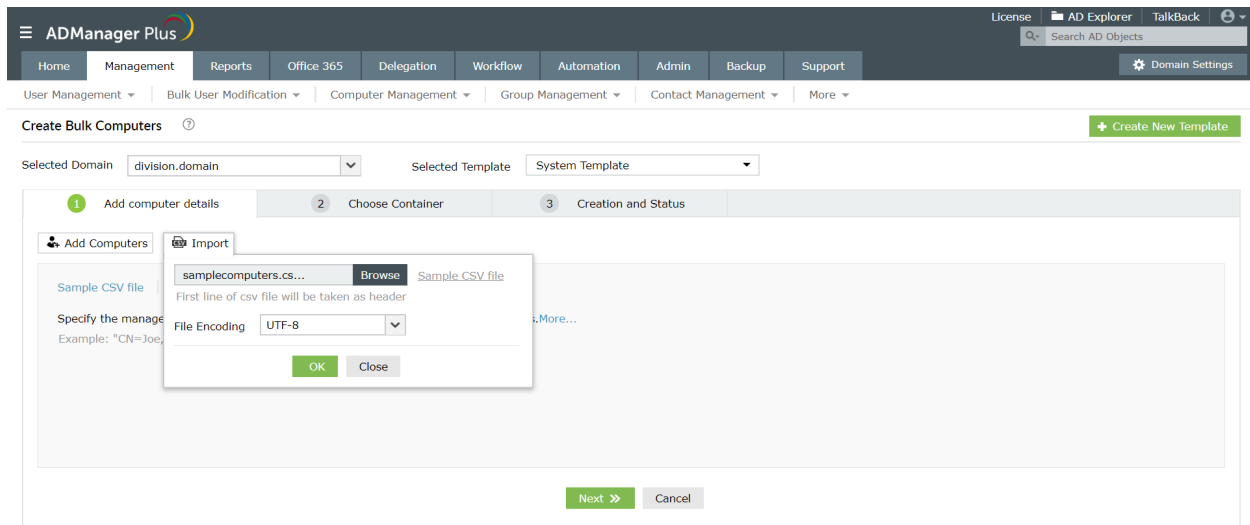 License AD Explorer TalkBack
ADManager Plus
Search AD Objects
Home Management Reports Office 365 Delegation Workflow Automation Admin Backup Support Domain Settings
User Management Bulk User Modification Computer Management Group Management Contact Management More
Create Bulk Computers ? + Create New Template
Selected Domain division.domain Selected Template System Template
1 Add computer details 2 Choose Container 3 Creation and Status
Add Computers CSV Import
samplecomputers.cs... Browse Sample CSV file
Sample CSV file
First line of csv file will be taken as header
Specify the manage s.More...
File Encoding UTF-8
Example: "CN=Joe,
OK Close
Next Cancel